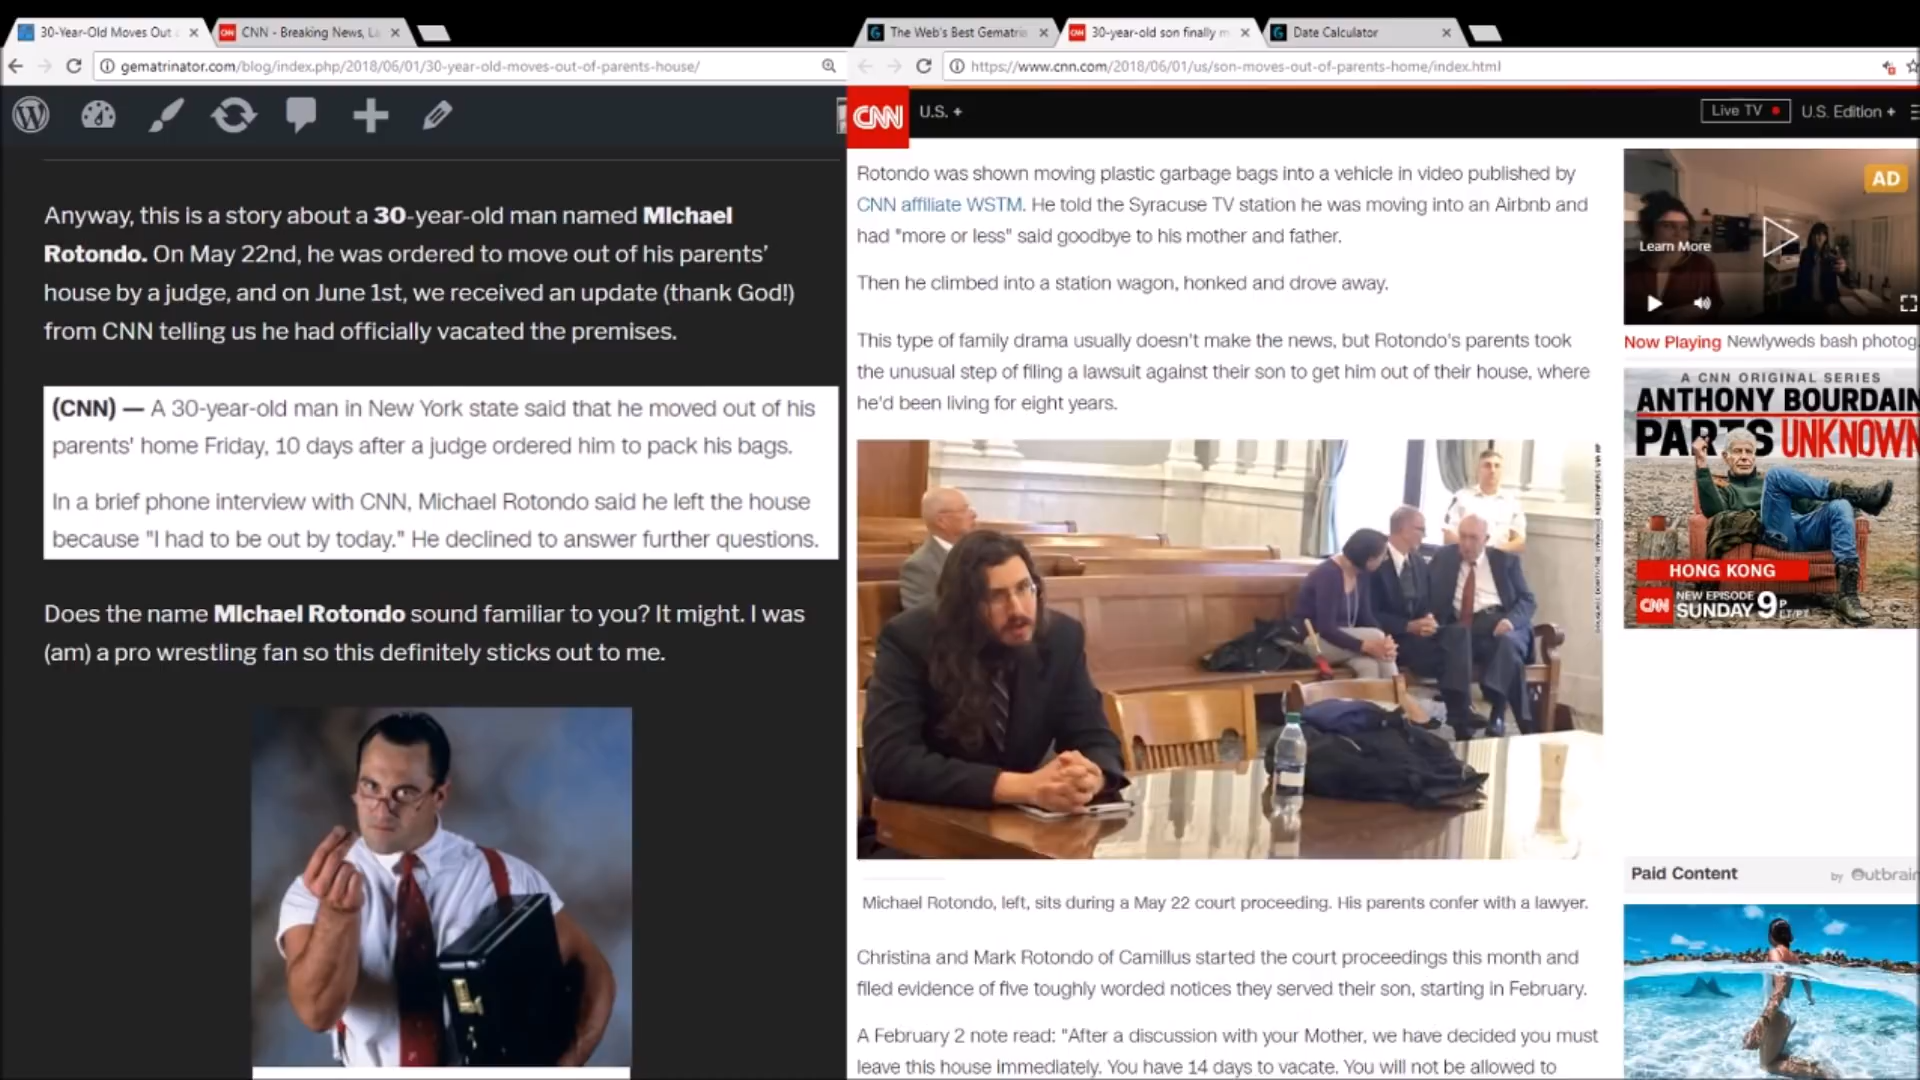 30-Year-Old Moves Out
CNN - Breaking News, L
gematrinator.com/blog/index.php/2018/06/01/30-year-old-moves-out-of-parents-house/
Anyway, this is a story about a 30-year-old man named MIchael
Rotondo. On May 22nd, he was ordered to move out of his parents'
house by a judge, and on June 1st, we received an update (thank God!)
from CNN telling us he had officially vacated the premises.
(CNN) — A 30-year-old man in New York state said that he moved out of his
parents' home Friday, 10 days after a judge ordered him to pack his bags.
In a brief phone interview with CNN, Michael Rotondo said he left the house
because "I had to be out by today." He declined to answer further questions.
Does the name MIchael Rotondo sound familiar to you? It might. I was
(am) a pro wrestling fan so this definitely sticks out to me.
The Web's Best Gematri
30-year-old son finally m
Date Calculator
https://www.cnn.com/2018/06/01/us/son-moves-out-of-parents-home/index.html
CNN
U.S. +
Live TV
U.S. Edition +
Rotondo was shown moving plastic garbage bags into a vehicle in video published by
CNN affiliate WSTM. He told the Syracuse TV station he was moving into an Airbnb and
had "more or less" said goodbye to his mother and father.
Then he climbed into a station wagon, honked and drove away.
This type of family drama usually doesn't make the news, but Rotondo's parents took
the unusual step of filing a lawsuit against their son to get him out of their house, where
he'd been living for eight years.
Michael Rotondo, left, sits during a May 22 court proceeding. His parents confer with a lawyer.
Christina and Mark Rotondo of Camillus started the court proceedings this month and
filed evidence of five toughly worded notices they served their son, starting in February.
A February 2 note read: "After a discussion with your Mother, we have decided you must
leave this house immediately. You have 14 days to vacate. You will not be allowed to
AD
Learn More
Now Playing Newlyweds bash photog
A CNN ORIGINAL SERIES
ANTHONY BOURDAIN
PARTS UNKNOWN
HONG KONG
CNN NEW EPISODE
SUNDAY 9P ET/PT
Paid Content
by Outbrain